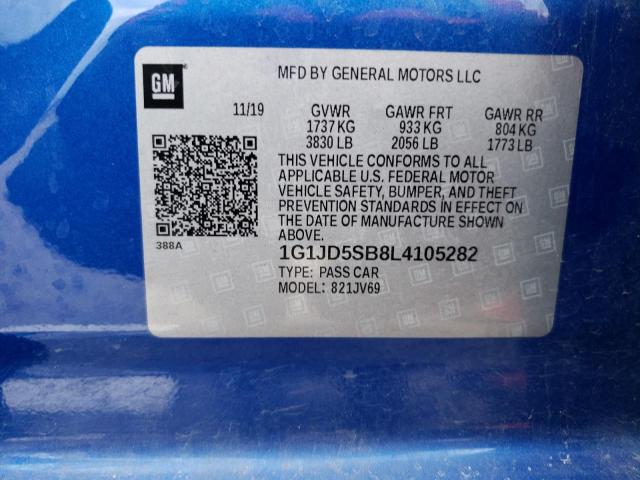 GM
MFD BY GENERAL MOTORS LLC
11/19 GVWR GAWR FRT GAWR RR
1737 KG 933 KG 804 KG
3830 LB 2056 LB 1773 LB
THIS VEHICLE CONFORMS TO ALL
APPLICABLE U.S. FEDERAL MOTOR
VEHICLE SAFETY, BUMPER, AND THEFT
PREVENTION STANDARDS IN EFFECT ON
THE DATE OF MANUFACTURE SHOWN
ABOVE.
388A
1G1JD5SB8L4105282
TYPE: PASS CAR
MODEL: 821JV69